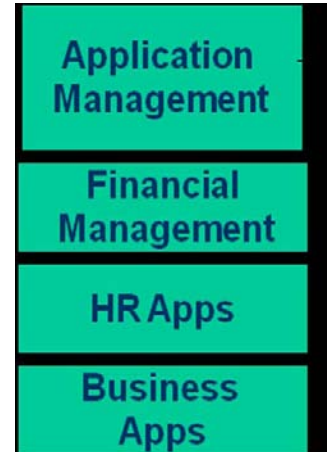 Application
Management
Financial
Management
HR Apps
Business
Apps